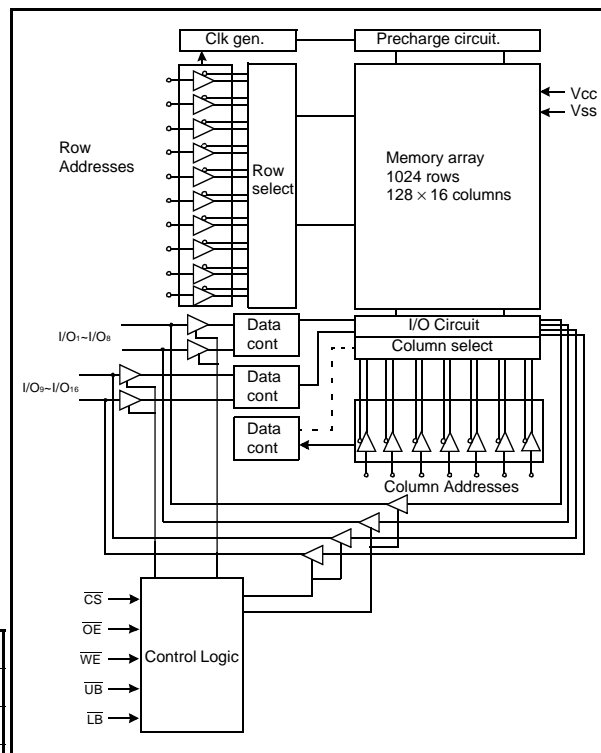 Clk gen.
Precharge circuit.
Vcc
Vss
Row
Addresses
Row
select
Memory array
1024 rows
128 × 16 columns
I/O1~I/O8
Data
cont
I/O Circuit
Column select
I/O9~I/O16
Data
cont
Data
cont
Column Addresses
CS
OE
WE
UB
LB
Control Logic